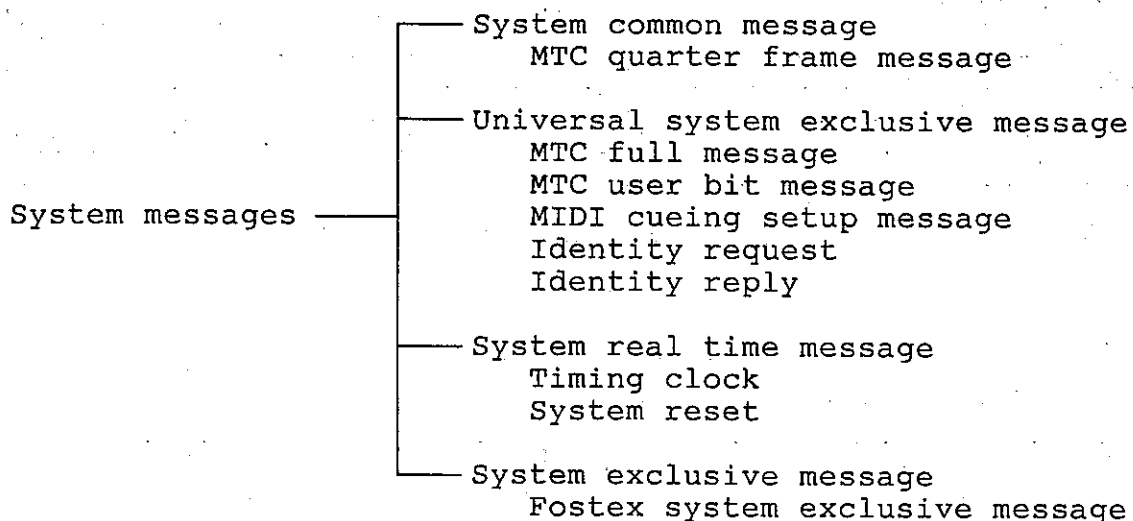 System common message
MTC quarter frame message
Universal system exclusive message
MTC full message
MTC user bit message
System messages
MIDI cueing setup message
Identity request
Identity reply
System real time message
Timing clock
System reset
System exclusive message
Fostex system exclusive message